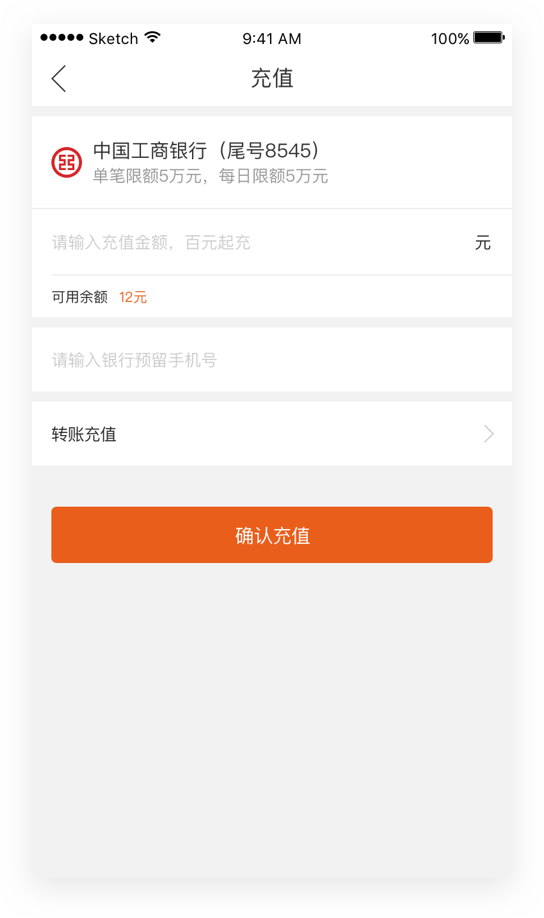 Sketch 9:41 AM 100%
充值
中国工商银行（尾号8545）
单笔限额5万元，每日限额5万元
请输入充值金额，百元起充 元
可用余额 12元
请输入银行预留手机号
转账充值
确认充值